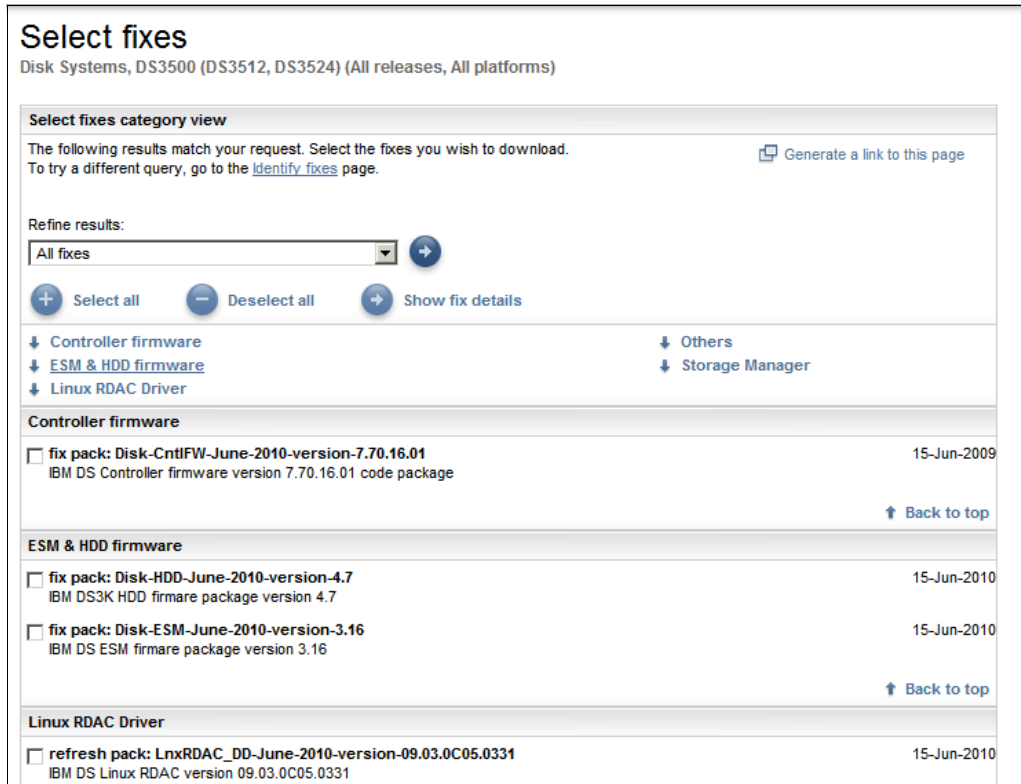 Select fixes
Disk Systems, DS3500 (DS3512, DS3524) (All releases, All platforms)
Select fixes category view
The following results match your request. Select the fixes you wish to download.
To try a different query, go to the Identify fixes page.
Generate a link to this page
Refine results:
All fixes
Select all Deselect all Show fix details
Controller firmware Others
ESM & HDD firmware Storage Manager
Linux RDAC Driver
Controller firmware
fix pack: Disk-CntlFW-June-2010-version-7.70.16.01 15-Jun-2009
IBM DS Controller firmware version 7.70.16.01 code package
Back to top
ESM & HDD firmware
fix pack: Disk-HDD-June-2010-version-4.7 15-Jun-2010
IBM DS3K HDD firmare package version 4.7
fix pack: Disk-ESM-June-2010-version-3.16 15-Jun-2010
IBM DS ESM firmare package version 3.16
Back to top
Linux RDAC Driver
refresh pack: LnxRDAC_DD-June-2010-version-09.03.0C05.0331 15-Jun-2010
IBM DS Linux RDAC version 09.03.0C05.0331